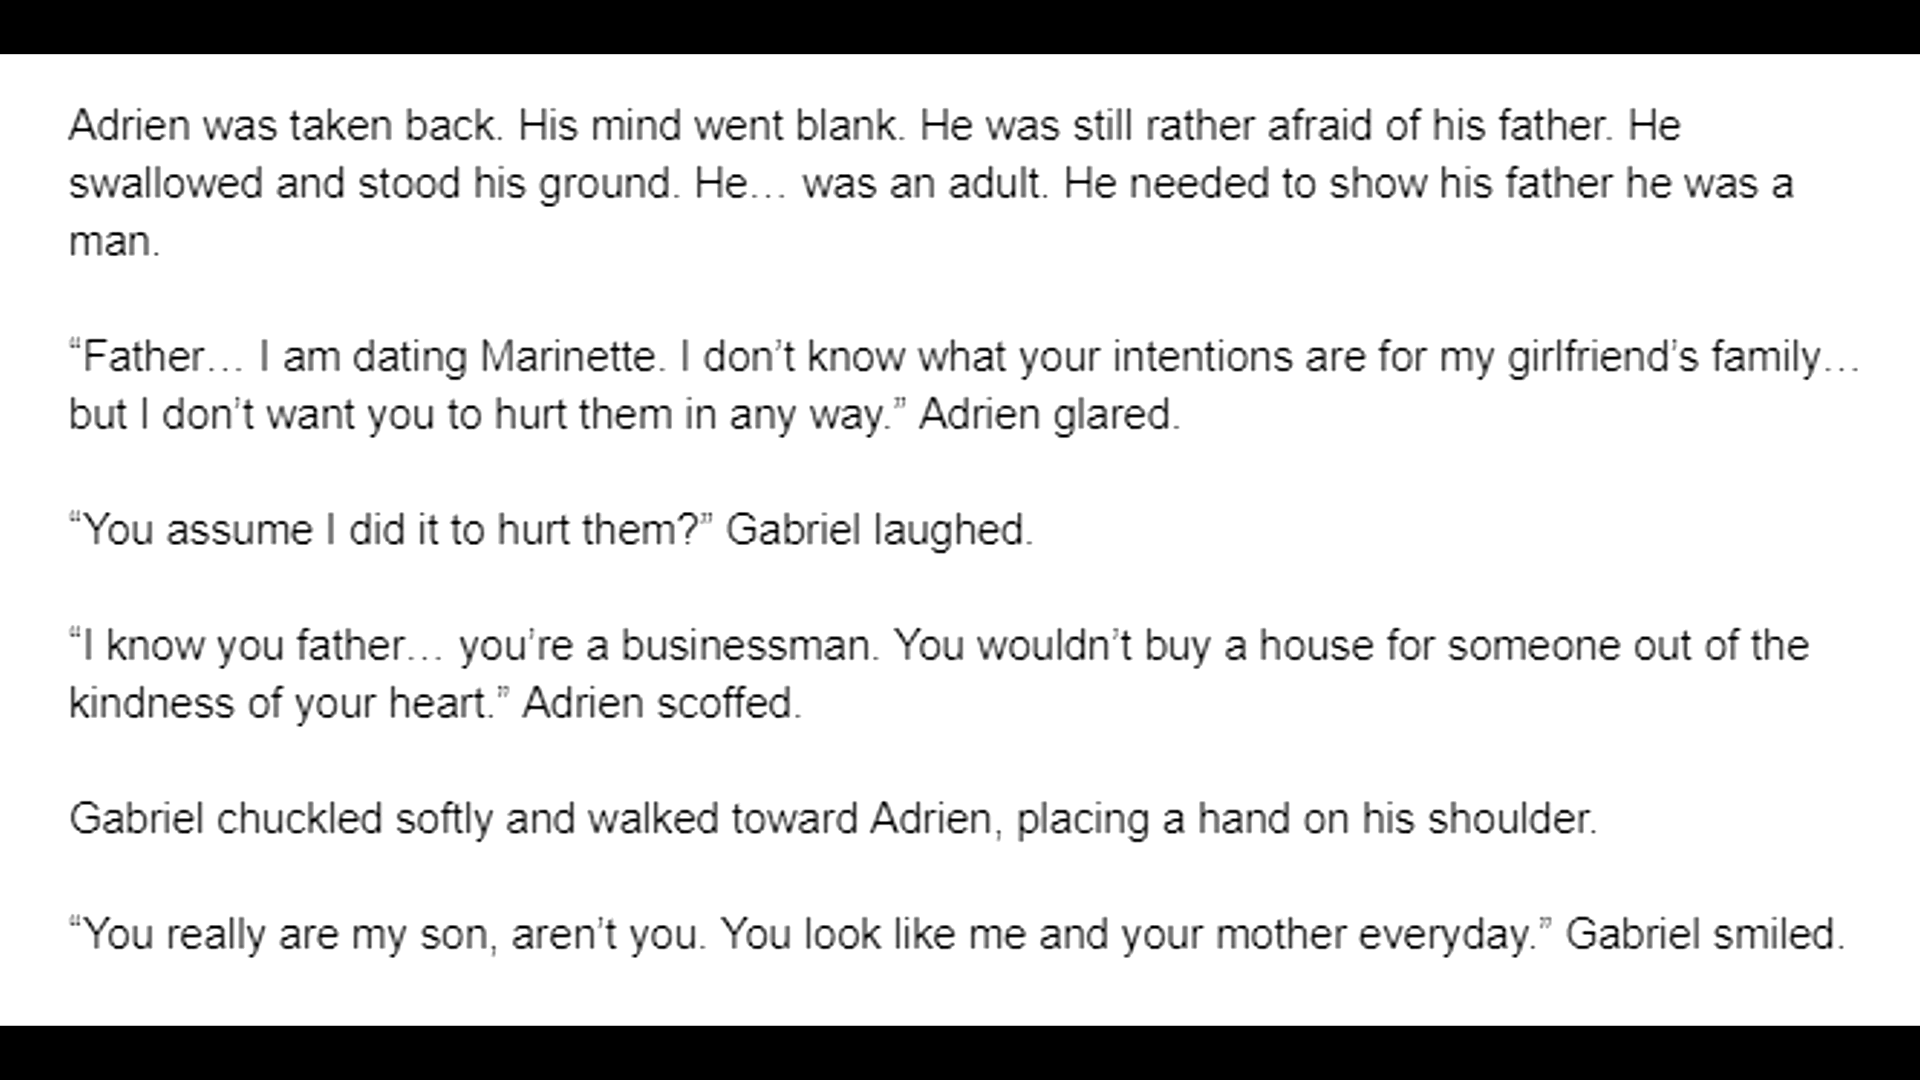 Adrien was taken back. His mind went blank. He was still rather afraid of his father. He
swallowed and stood his ground. He… was an adult. He needed to show his father he was a
man.
“Father… I am dating Marinette. I don’t know what your intentions are for my girlfriend’s family…
but I don’t want you to hurt them in any way.” Adrien glared.
“You assume I did it to hurt them?” Gabriel laughed.
“I know you father… you’re a businessman. You wouldn’t buy a house for someone out of the
kindness of your heart.” Adrien scoffed.
Gabriel chuckled softly and walked toward Adrien, placing a hand on his shoulder.
“You really are my son, aren’t you. You look like me and your mother everyday.” Gabriel smiled.